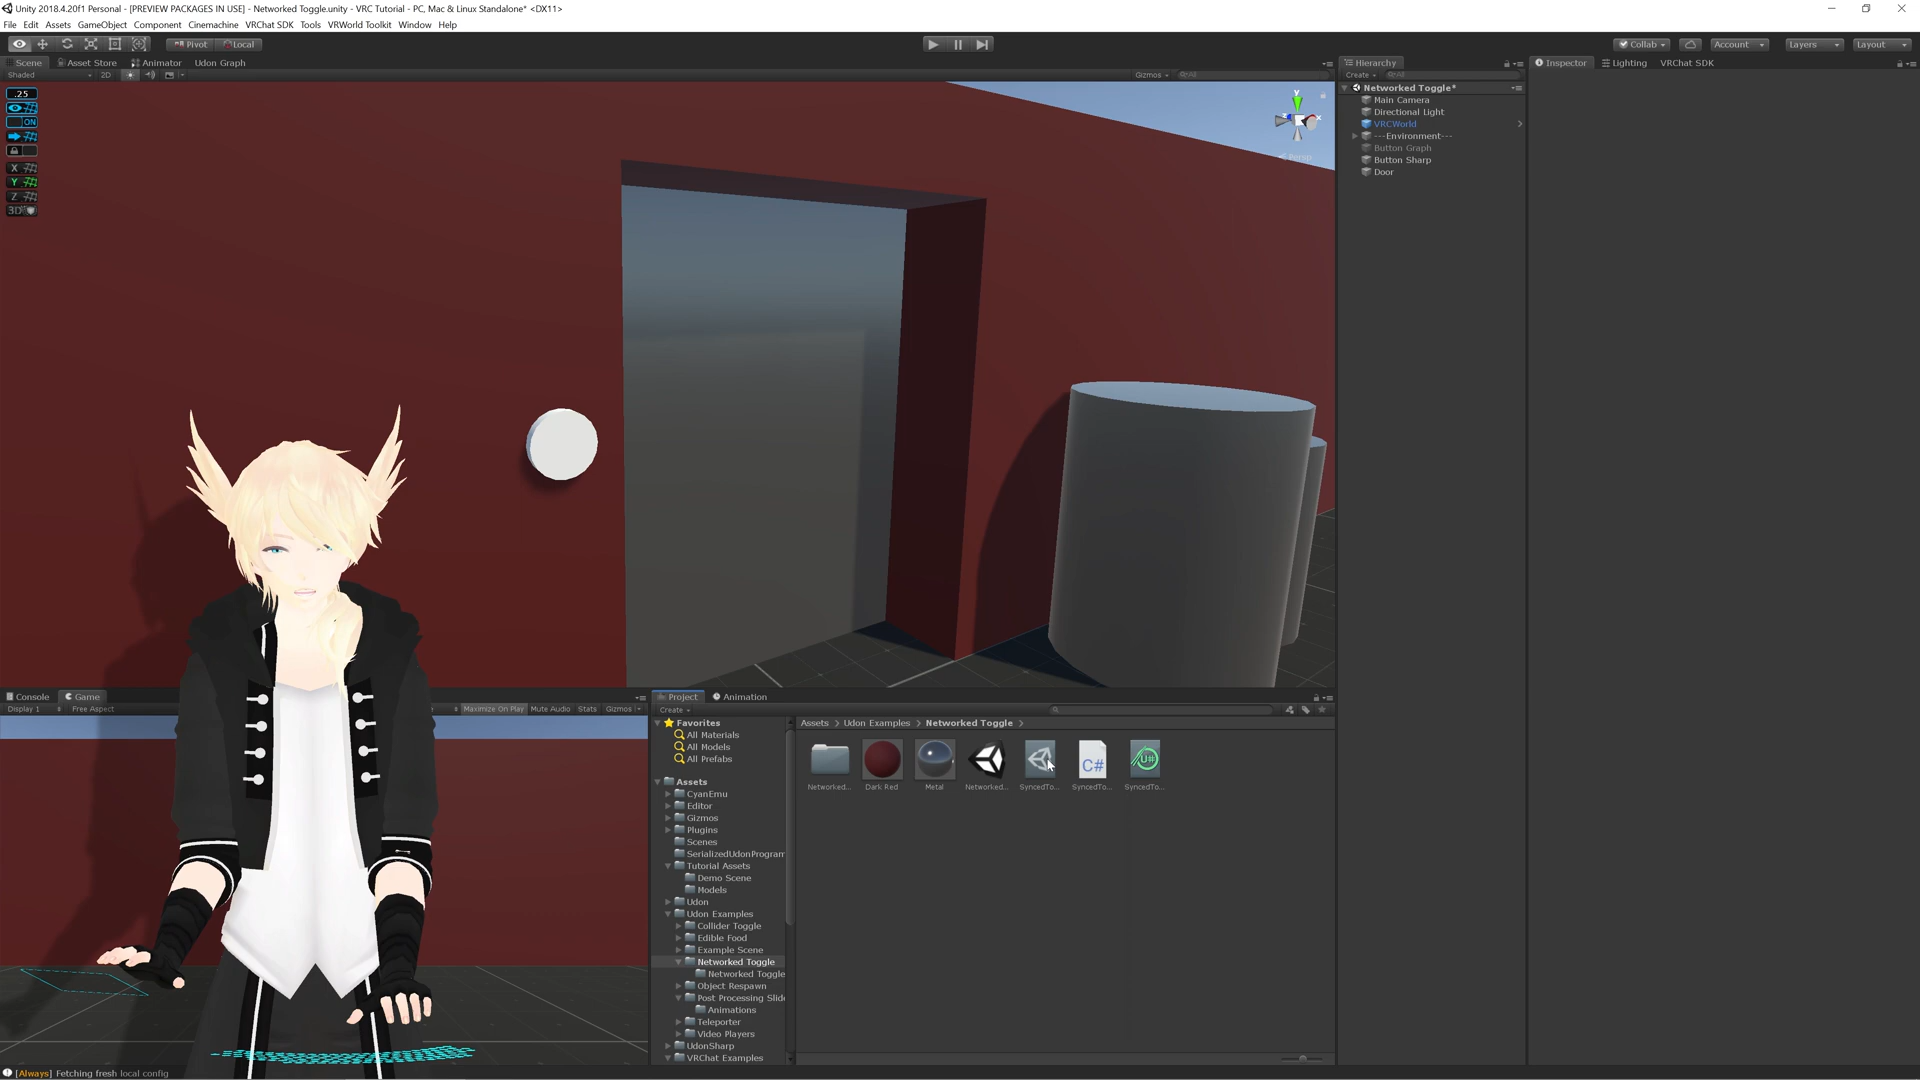 Unity 2018.4.20f1 Personal - [PREVIEW PACKAGES IN USE] - Networked Toggle.unity - VRC Tutorial - PC, Mac & Linux Standalone* <DX11>
File Edit Assets GameObject Component Cinemachine VRChat SDK Tools VRWorld Toolkit Window Help
Pivot Local
Collab Account Layers Layout
Scene Asset Store Animator Udon Graph
Shaded 2D
Gizmos
.25
ON
X
Y
Z
3D
y
x
Persp
Hierarchy
Create
Networked Toggle*
Main Camera
Directional Light
VRCWorld
---Environment---
Button Graph
Button Sharp
Door
Inspector Lighting VRChat SDK
Console Game
Display 1 Free Aspect
Maximize On Play Mute Audio Stats Gizmos
Project Animation
Create
Favorites
All Materials
All Models
All Prefabs
Assets
CyanEmu
Editor
Gizmos
Plugins
Scenes
SerializedUdonProgram
Tutorial Assets
Demo Scene
Models
Udon
Udon Examples
Collider Toggle
Edible Food
Example Scene
Networked Toggle
Networked Toggle
Object Respawn
Post Processing Slide
Animations
Teleporter
Video Players
UdonSharp
VRChat Examples
Assets > Udon Examples > Networked Toggle >
C#
U#
Networked... Dark Red Metal Networked... SyncedTo... SyncedTo... SyncedTo...
[Always] Fetching fresh local config